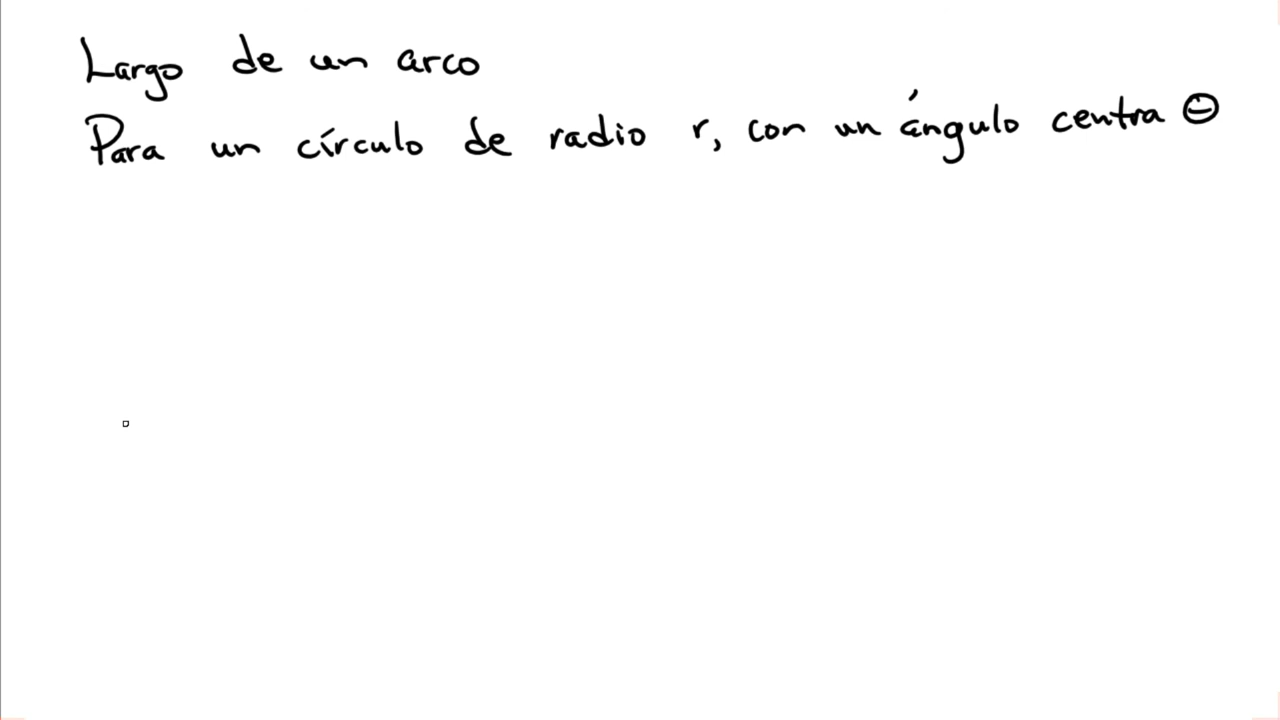 Largo de un arco
Para un círculo de radio r, con un ángulo centra θ